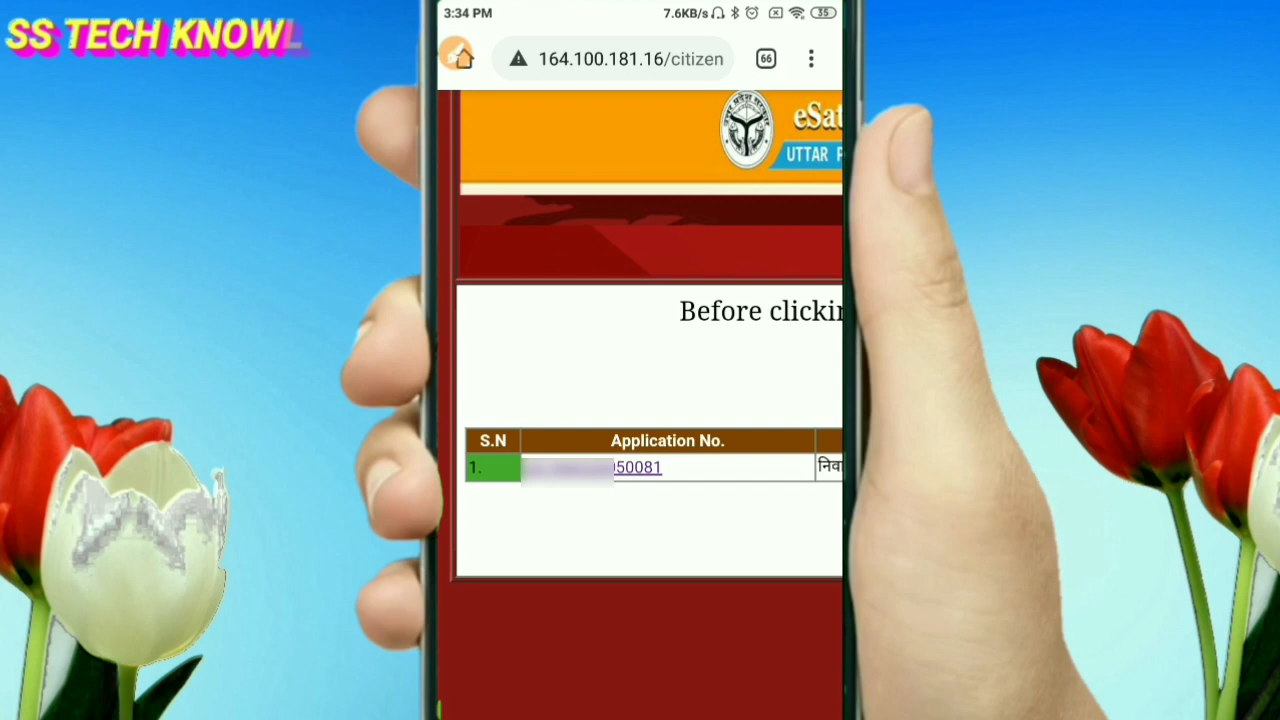 SS TECH KNOWL
3:34 PM
7.6KB/s
35
164.100.181.16/citizen
66
eSat
UTTAR P
Before clickin
S.N
Application No.
1.
50081
निवा